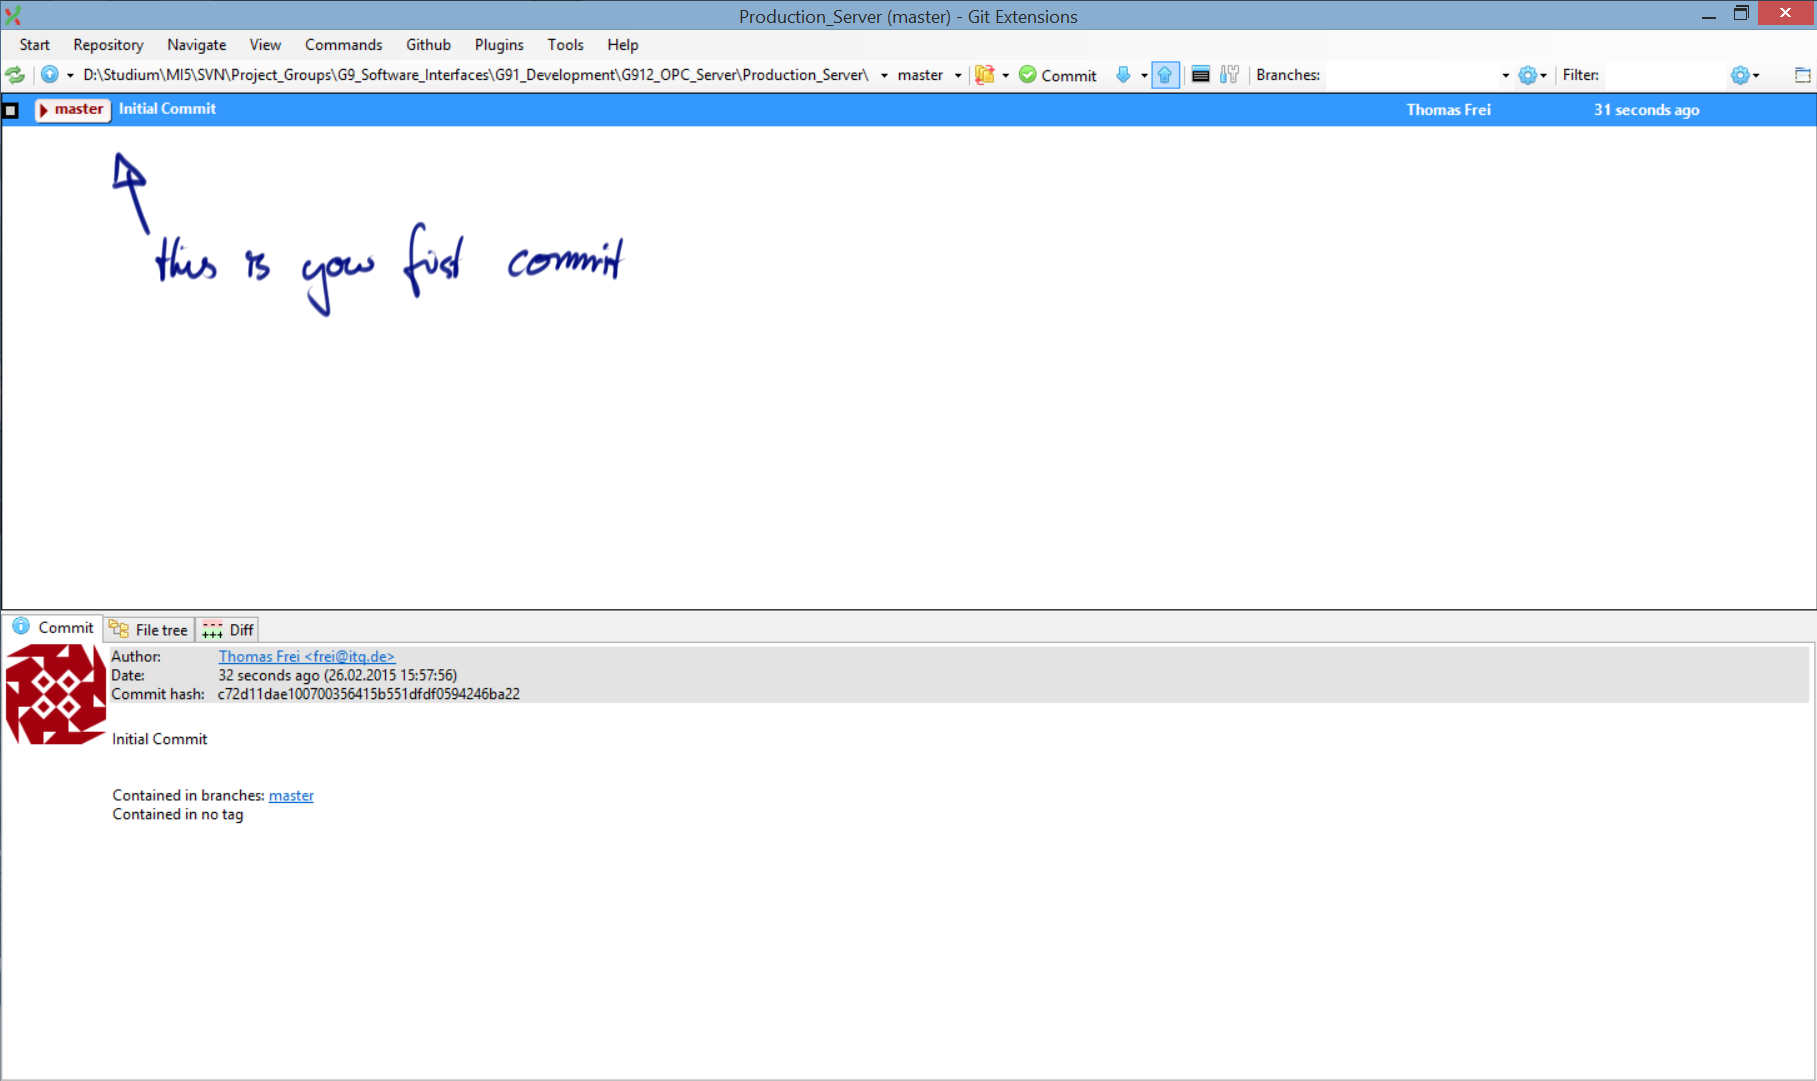 Production_Server (master) - Git Extensions
Start Repository Navigate View Commands Github Plugins Tools Help
D:\Studium\MI5\SVN\Project_Groups\G9_Software_Interfaces\G91_Development\G912_OPC_Server\Production_Server\ master Commit Branches: Filter:
master Initial Commit Thomas Frei 31 seconds ago
this is your first commit
Commit File tree Diff
Author: Thomas Frei <frei@itq.de>
Date: 32 seconds ago (26.02.2015 15:57:56)
Commit hash: c72d11dae100700356415b551dfdf0594246ba22
Initial Commit
Contained in branches: master
Contained in no tag